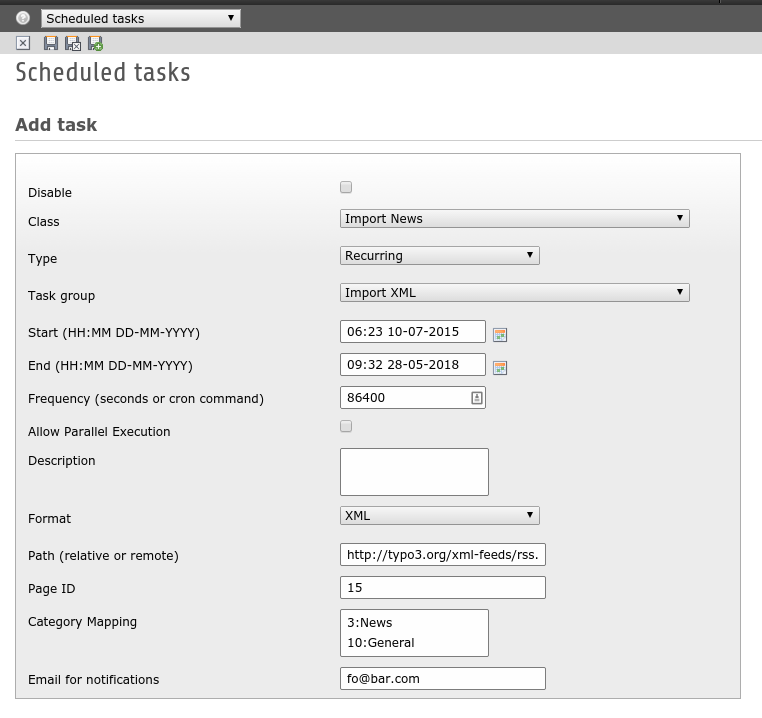 Scheduled tasks
Scheduled tasks
Add task
Disable
Class Import News
Type Recurring
Task group Import XML
Start (HH:MM DD-MM-YYYY) 06:23 10-07-2015
End (HH:MM DD-MM-YYYY) 09:32 28-05-2018
Frequency (seconds or cron command) 86400
Allow Parallel Execution
Description
Format XML
Path (relative or remote) http://typo3.org/xml-feeds/rss.
Page ID 15
Category Mapping 3:News
10:General
Email for notifications fo@bar.com